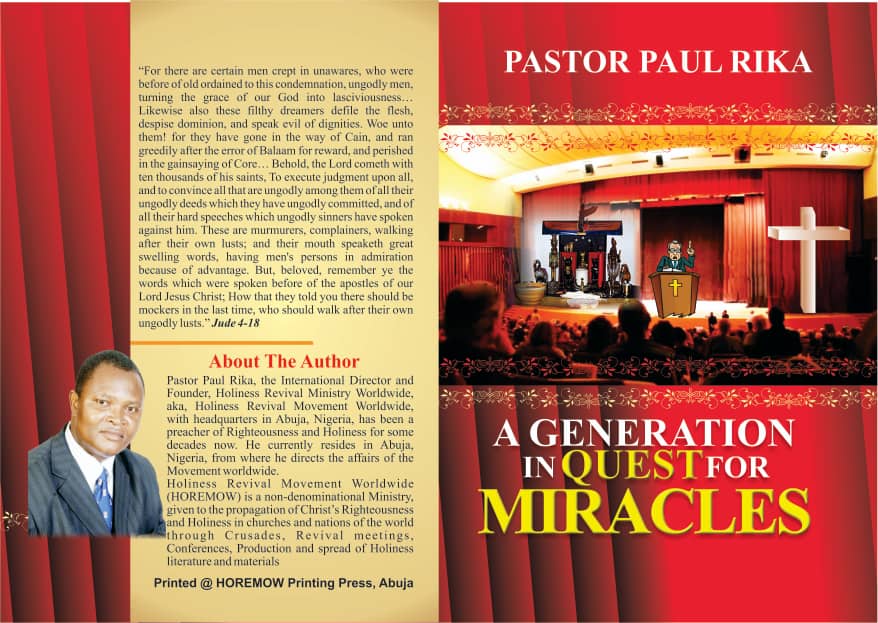 “For there are certain men crept in unawares, who were
before of old ordained to this condemnation, ungodly men,
turning the grace of our God into lasciviousness…
Likewise also these filthy dreamers defile the flesh,
despise dominion, and speak evil of dignities. Woe unto
them! for they have gone in the way of Cain, and ran
greedily after the error of Balaam for reward, and perished
in the gainsaying of Core… Behold, the Lord cometh with
ten thousands of his saints, To execute judgment upon all,
and to convince all that are ungodly among them of all their
ungodly deeds which they have ungodly committed, and of
all their hard speeches which ungodly sinners have spoken
against him. These are murmurers, complainers, walking
after their own lusts; and their mouth speaketh great
swelling words, having men's persons in admiration
because of advantage. But, beloved, remember ye the
words which were spoken before of the apostles of our
Lord Jesus Christ; How that they told you there should be
mockers in the last time, who should walk after their own
ungodly lusts.” Jude 4-18
About The Author
Pastor Paul Rika, the International Director and
Founder, Holiness Revival Ministry Worldwide,
aka, Holiness Revival Movement Worldwide,
with headquarters in Abuja, Nigeria, has been a
preacher of Righteousness and Holiness for some
decades now. He currently resides in Abuja,
Nigeria, from where he directs the affairs of the
Movement worldwide.
Holiness Revival Movement Worldwide
(HOREMOW) is a non-denominational Ministry,
given to the propagation of Christ’s Righteousness
and Holiness in churches and nations of the world
through Crusades, Revival meetings,
Conferences, Production and spread of Holiness
literature and materials
Printed @ HOREMOW Printing Press, Abuja
PASTOR PAUL RIKA
A GENERATION
IN QUEST FOR
MIRACLES